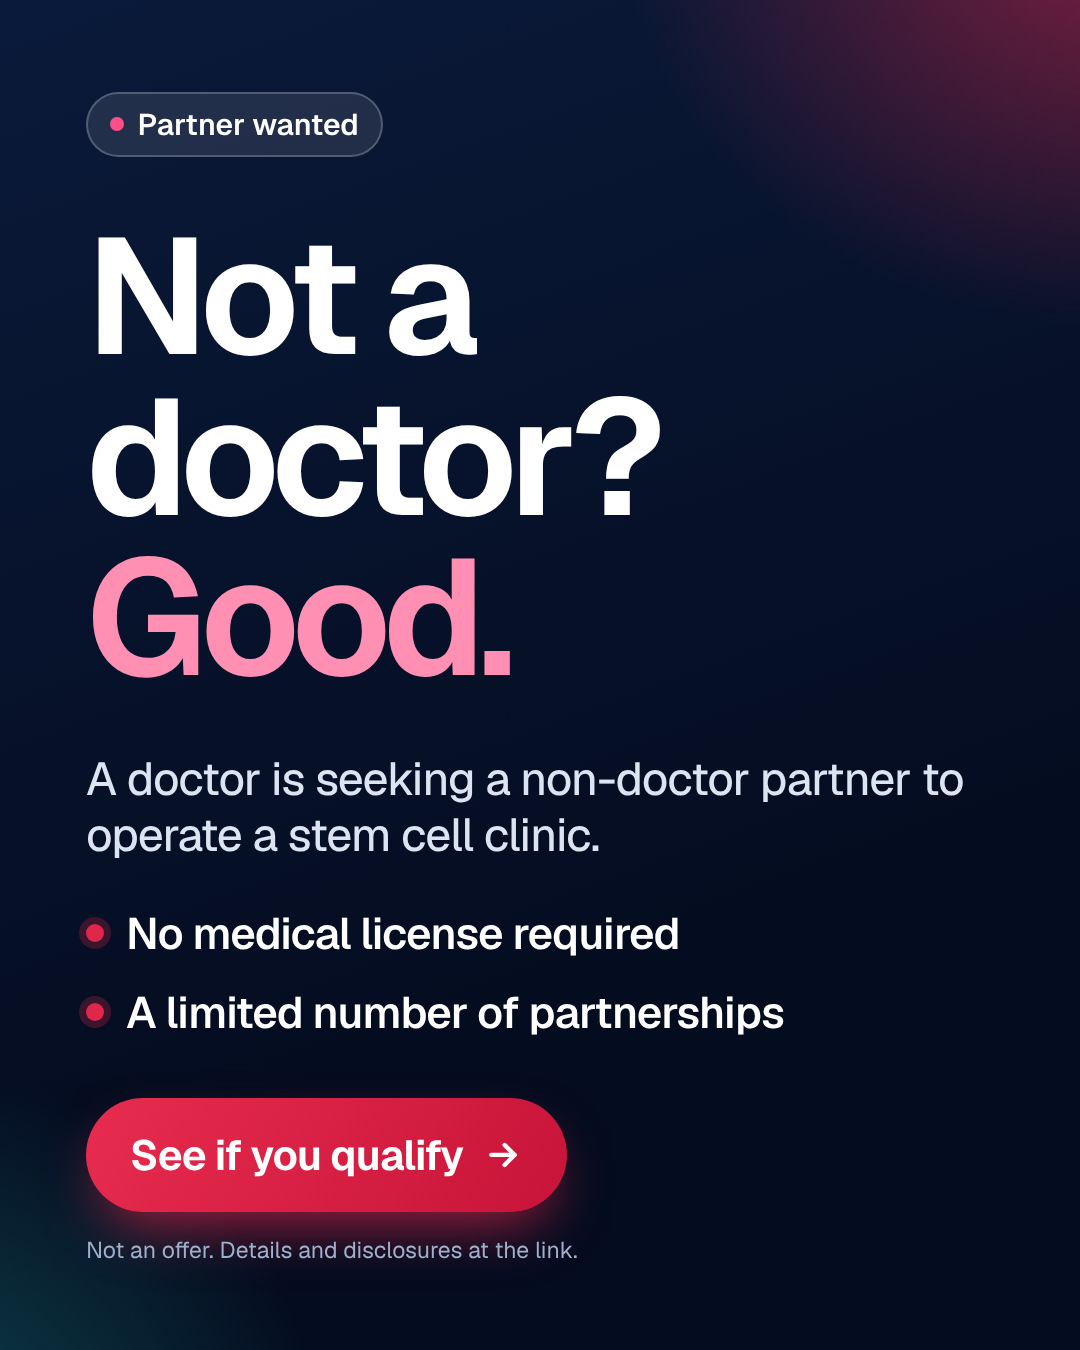 Partner wanted
Not a
doctor?
Good.
A doctor is seeking a non-doctor partner to
operate a stem cell clinic.
No medical license required
A limited number of partnerships
See if you qualify →
Not an offer. Details and disclosures at the link.